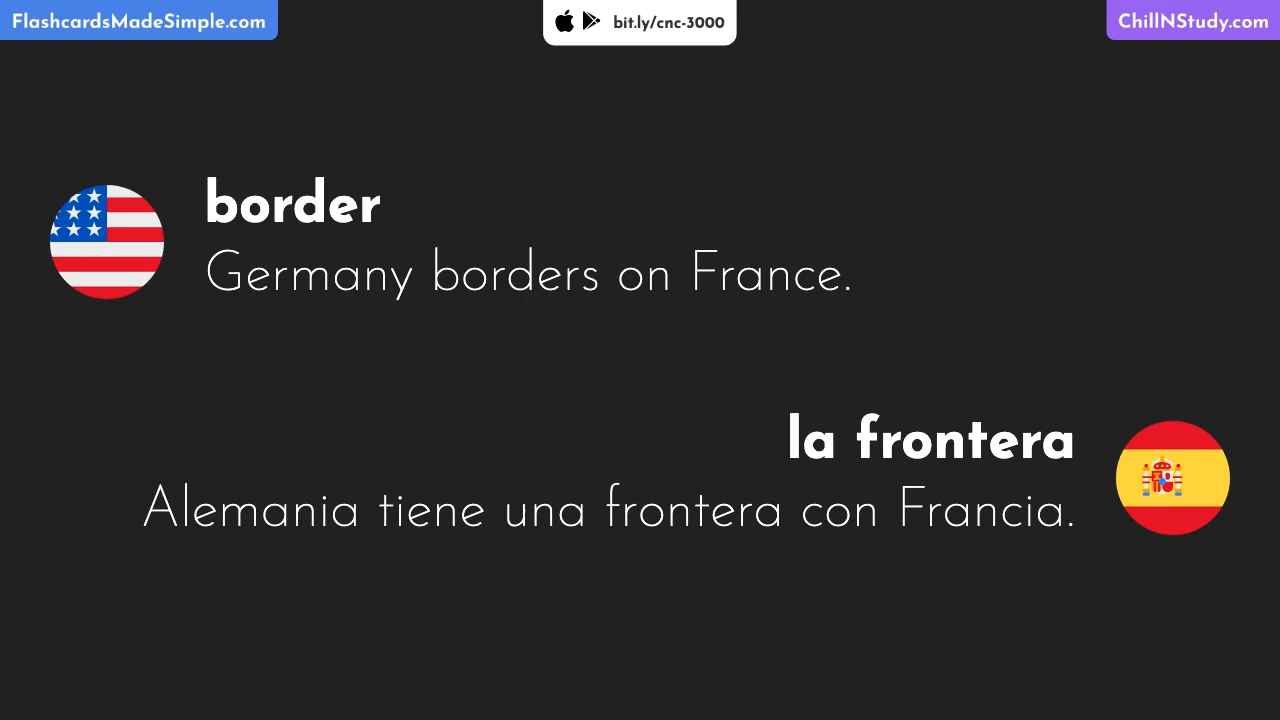 FlashcardsMadeSimple.com
bit.ly/cnc-3000
ChillNStudy.com
border
Germany borders on France.
la frontera
Alemania tiene una frontera con Francia.